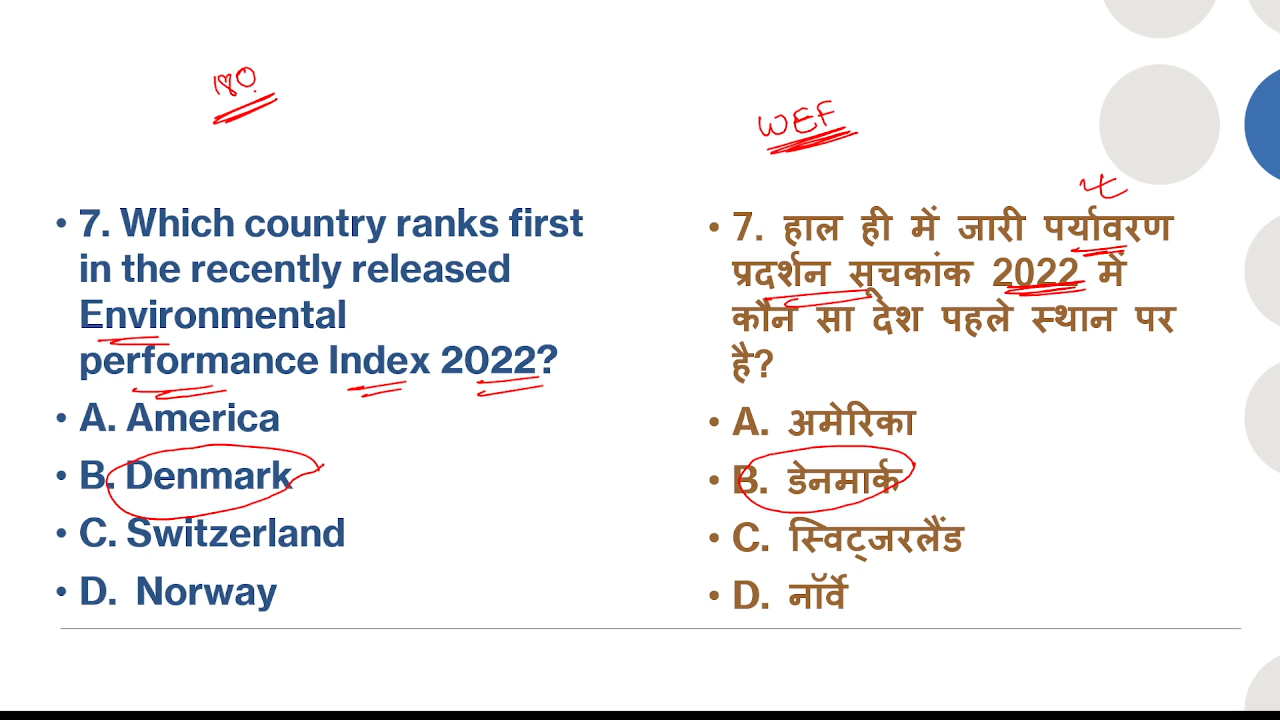 180
WEF
• 7. Which country ranks first
in the recently released
Environmental
performance Index 2022?
• A. America
• B. Denmark
• C. Switzerland
• D. Norway
• 7. हाल ही में जारी पर्यावरण
प्रदर्शन सूचकांक 2022 में
कौन सा देश पहले स्थान पर
है?
• A. अमेरिका
• B. डेनमार्क
• C. स्विट्जरलैंड
• D. नॉर्वे